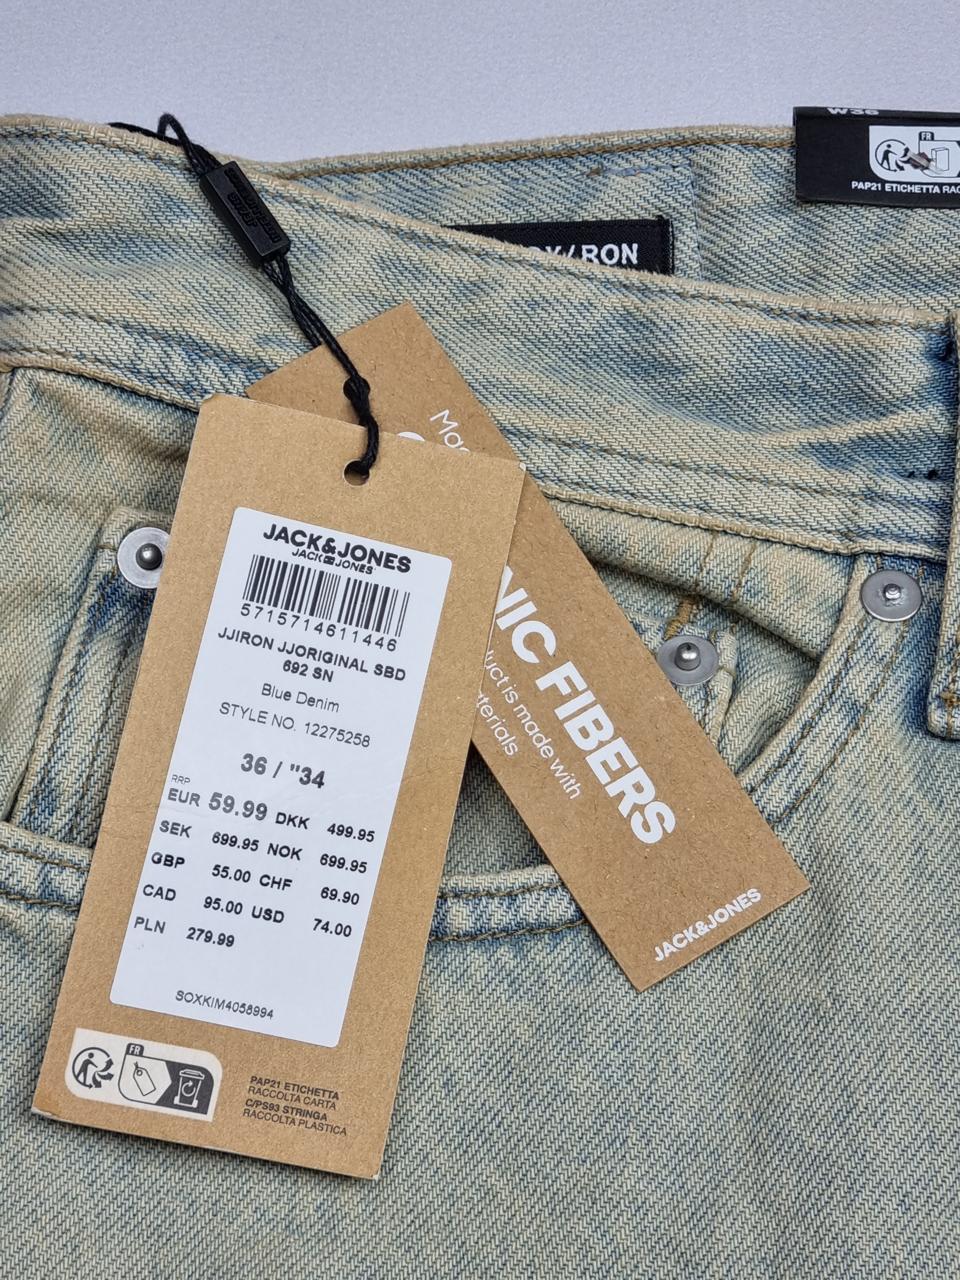 W36
FR
PAP21 ETICHETTA RAC
/RON
JACK&JONES
JACK JONES
5715714611446
JJIRON JJORIGINAL SBD
692 SN
Blue Denim
STYLE NO. 12275258
36 / "34
RRP
EUR 59.99 DKK 499.95
SEK 699.95 NOK 699.95
GBP 55.00 CHF 69.90
CAD 95.00 USD 74.00
PLN 279.99
SOXKIM4058994
FR
PAP21 ETICHETTA
RACCOLTA CARTA
C/PS93 STRINGA
RACCOLTA PLASTICA
NIC FIBERS
uct is made with
terials
JACK&JONES